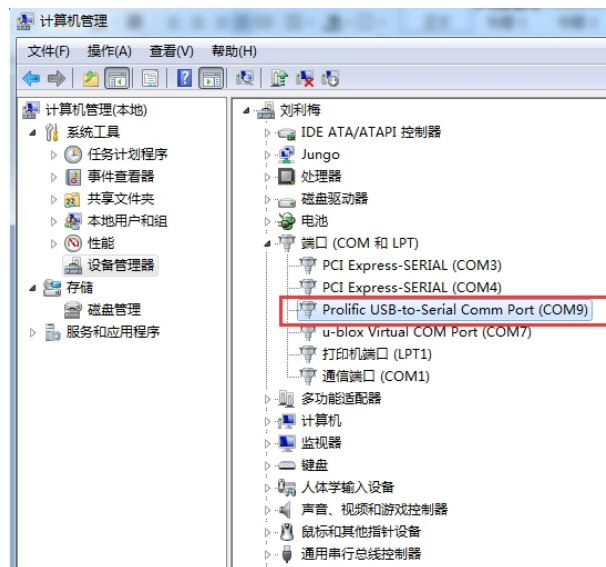 计算机管理
文件(F) 操作(A) 查看(V) 帮助(H)
计算机管理(本地)
系统工具
任务计划程序
事件查看器
共享文件夹
本地用户和组
性能
设备管理器
存储
磁盘管理
服务和应用程序
刘利梅
IDE ATA/ATAPI 控制器
Jungo
处理器
磁盘驱动器
电池
端口 (COM 和 LPT)
PCI Express-SERIAL (COM3)
PCI Express-SERIAL (COM4)
Prolific USB-to-Serial Comm Port (COM9)
u-blox Virtual COM Port (COM7)
打印机端口 (LPT1)
通信端口 (COM1)
多功能适配器
计算机
监视器
键盘
人体学输入设备
声音、视频和游戏控制器
鼠标和其他指针设备
通用串行总线控制器